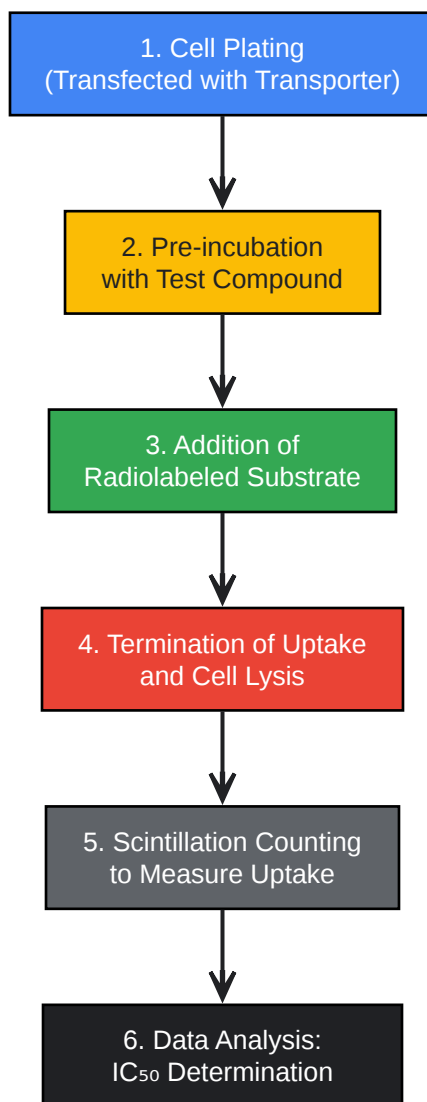 1. Cell Plating
(Transfected with Transporter)
2. Pre-incubation
with Test Compound
3. Addition of
Radiolabeled Substrate
4. Termination of Uptake
and Cell Lysis
5. Scintillation Counting
to Measure Uptake
6. Data Analysis:
IC₅₀ Determination